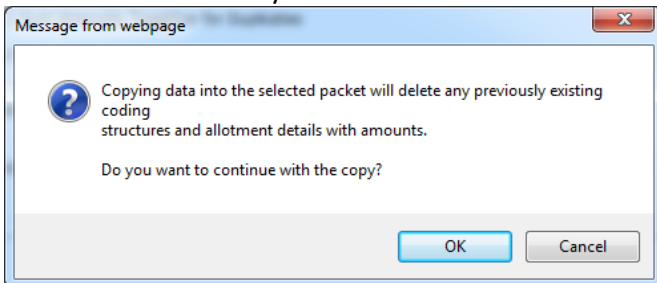 Message from webpage
Copying data into the selected packet will delete any previously existing
coding
structures and allotment details with amounts.
Do you want to continue with the copy?
OK
Cancel